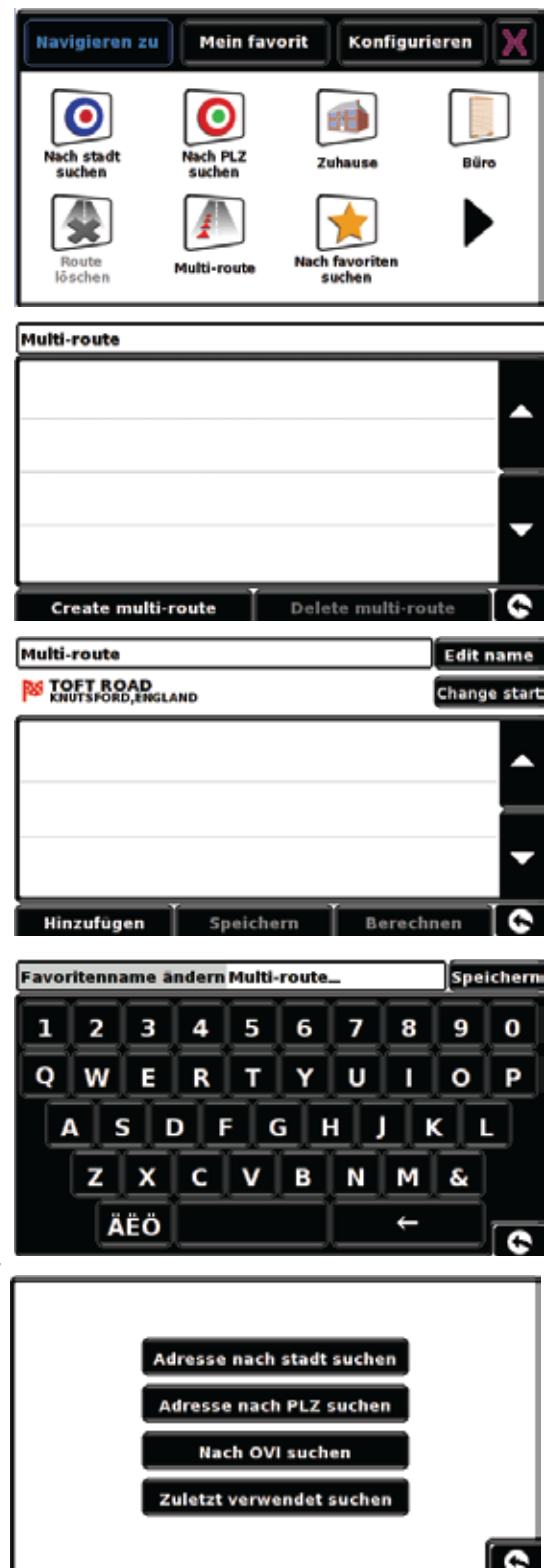 Navigieren zu Mein favorit Konfigurieren X
Nach stadt suchen
Nach PLZ suchen
Zuhause
Büro
Route löschen
Multi-route
Nach favoriten suchen
Multi-route
Create multi-route Delete multi-route
Multi-route Edit name
TOFT ROAD
KNUTSFORD,ENGLAND
Change start
Hinzufügen Speichern Berechnen
Favoritenname ändern Multi-route_ Speichern
1 2 3 4 5 6 7 8 9 0
Q W E R T Y U I O P
A S D F G H J K L
Z X C V B N M &
ÄËÖ ←
Adresse nach stadt suchen
Adresse nach PLZ suchen
Nach OVI suchen
Zuletzt verwendet suchen